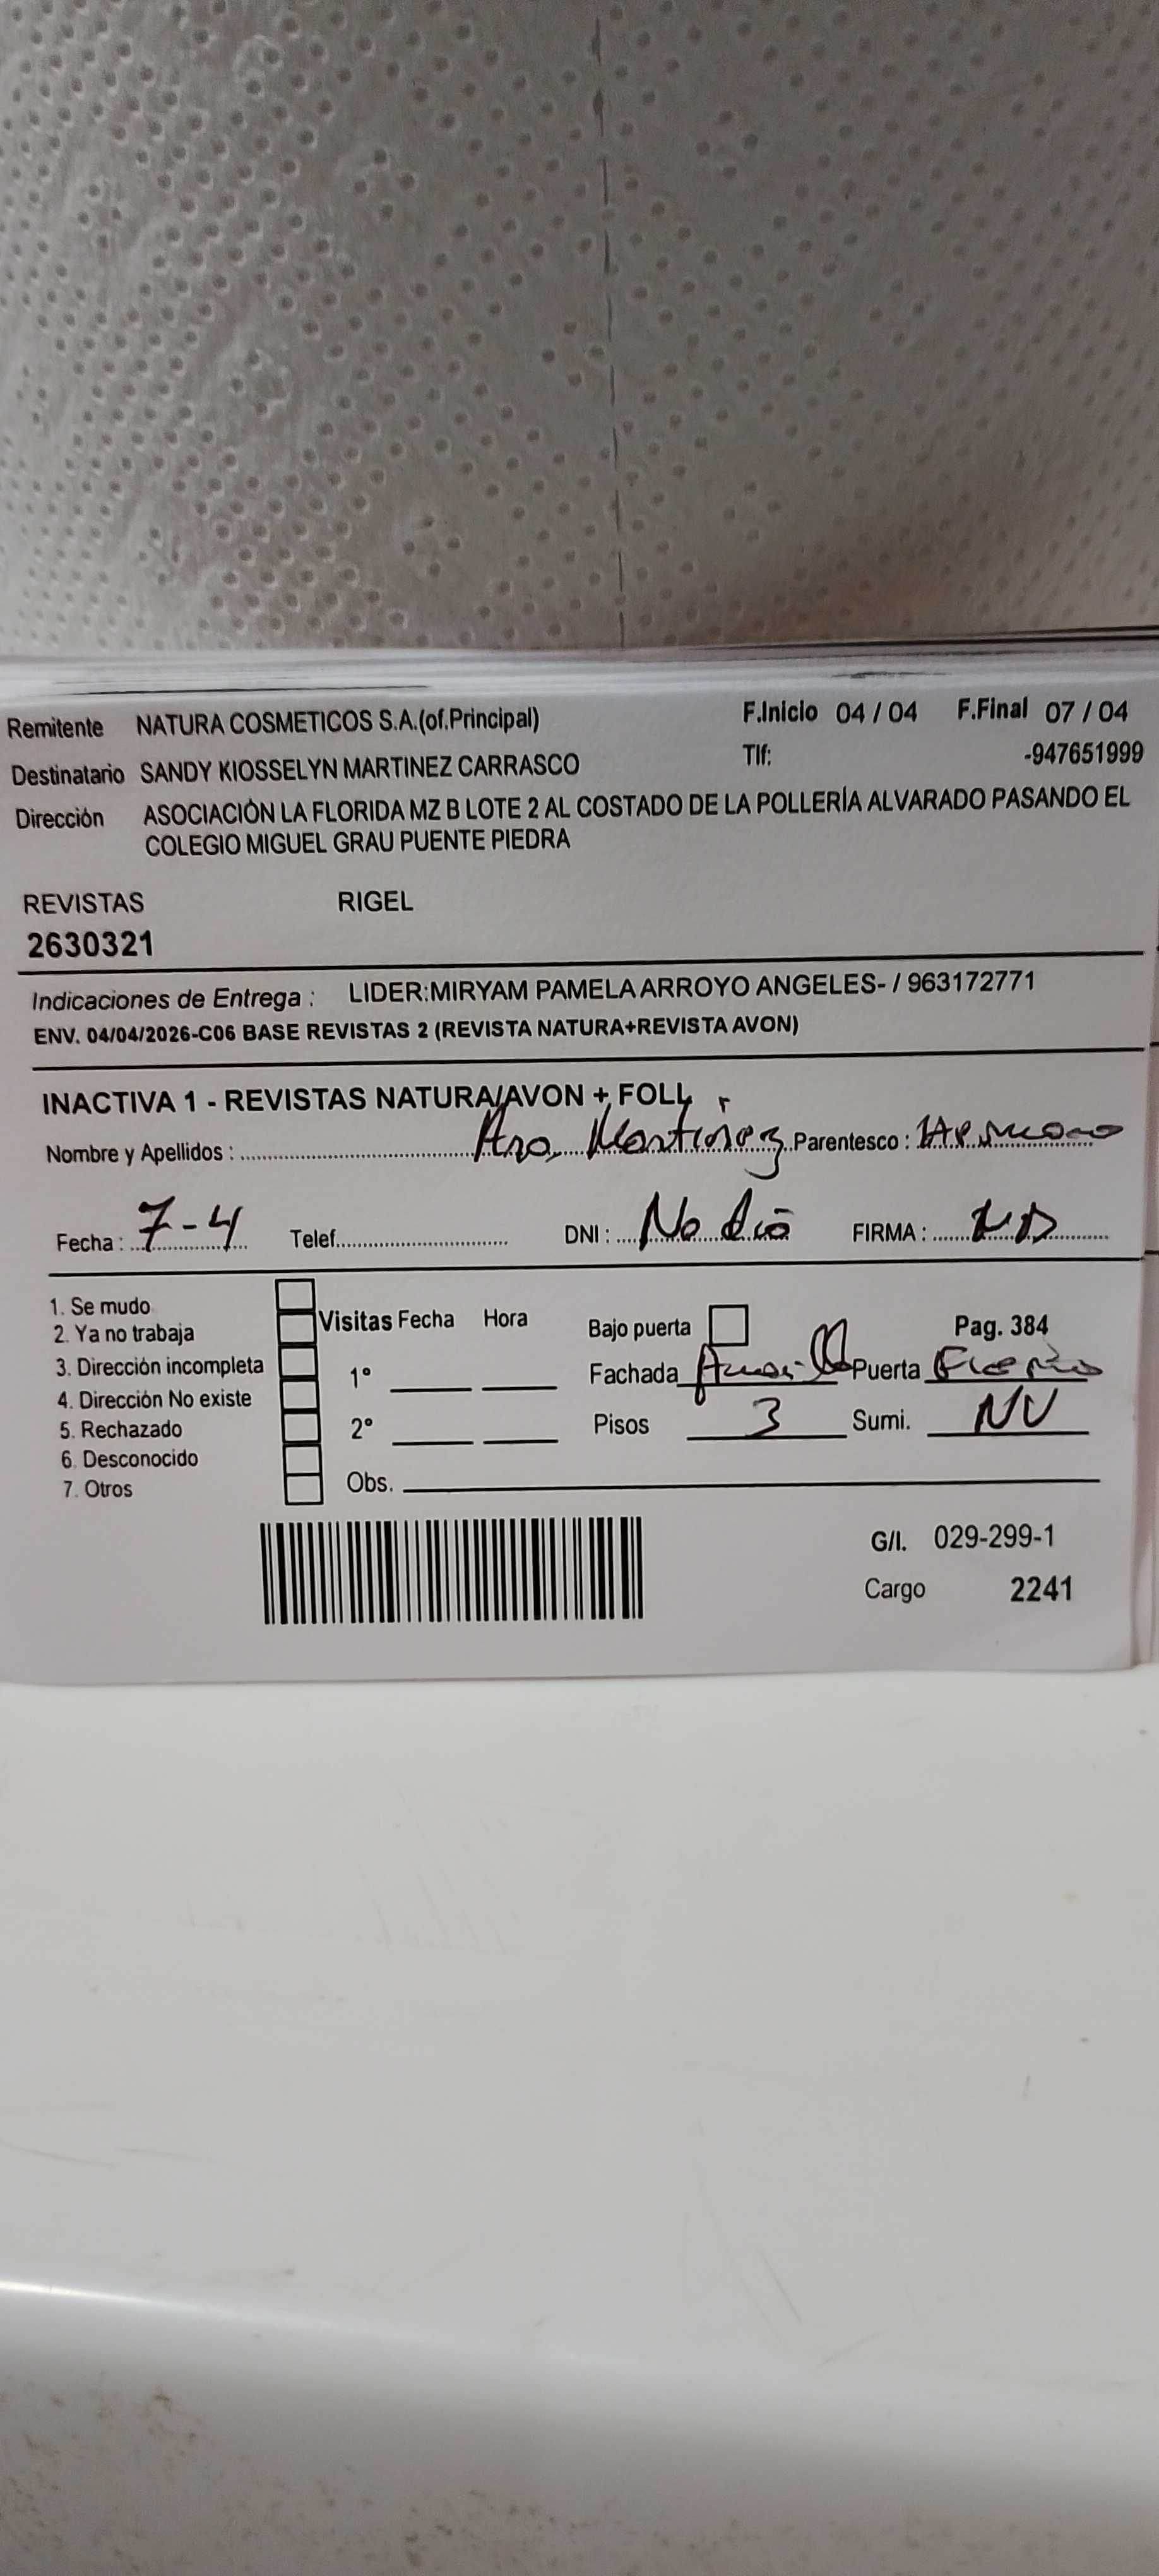 Remitente NATURA COSMETICOS S.A.(of.Principal) F.Inicio 04 / 04 F.Final 07 / 04
Destinatario SANDY KIOSSELYN MARTINEZ CARRASCO Tlf: -947651999
Dirección ASOCIACIÓN LA FLORIDA MZ B LOTE 2 AL COSTADO DE LA POLLERÍA ALVARADO PASANDO EL
COLEGIO MIGUEL GRAU PUENTE PIEDRA
REVISTAS RIGEL
2630321
Indicaciones de Entrega : LIDER:MIRYAM PAMELA ARROYO ANGELES- / 963172771
ENV. 04/04/2026-C06 BASE REVISTAS 2 (REVISTA NATURA+REVISTA AVON)
INACTIVA 1 - REVISTAS NATURA/AVON + FOLL
Nombre y Apellidos : Martinez Parentesco :
Fecha : 7-4 Telef. DNI : No dio FIRMA : ND
1. Se mudo
2. Ya no trabaja Visitas Fecha Hora Bajo puerta Pag. 384
3. Dirección incompleta 1° Fachada Puerta
4. Dirección No existe
5. Rechazado 2° Pisos 3 Sumi. NV
6. Desconocido
7. Otros Obs.
G/I. 029-299-1
Cargo 2241